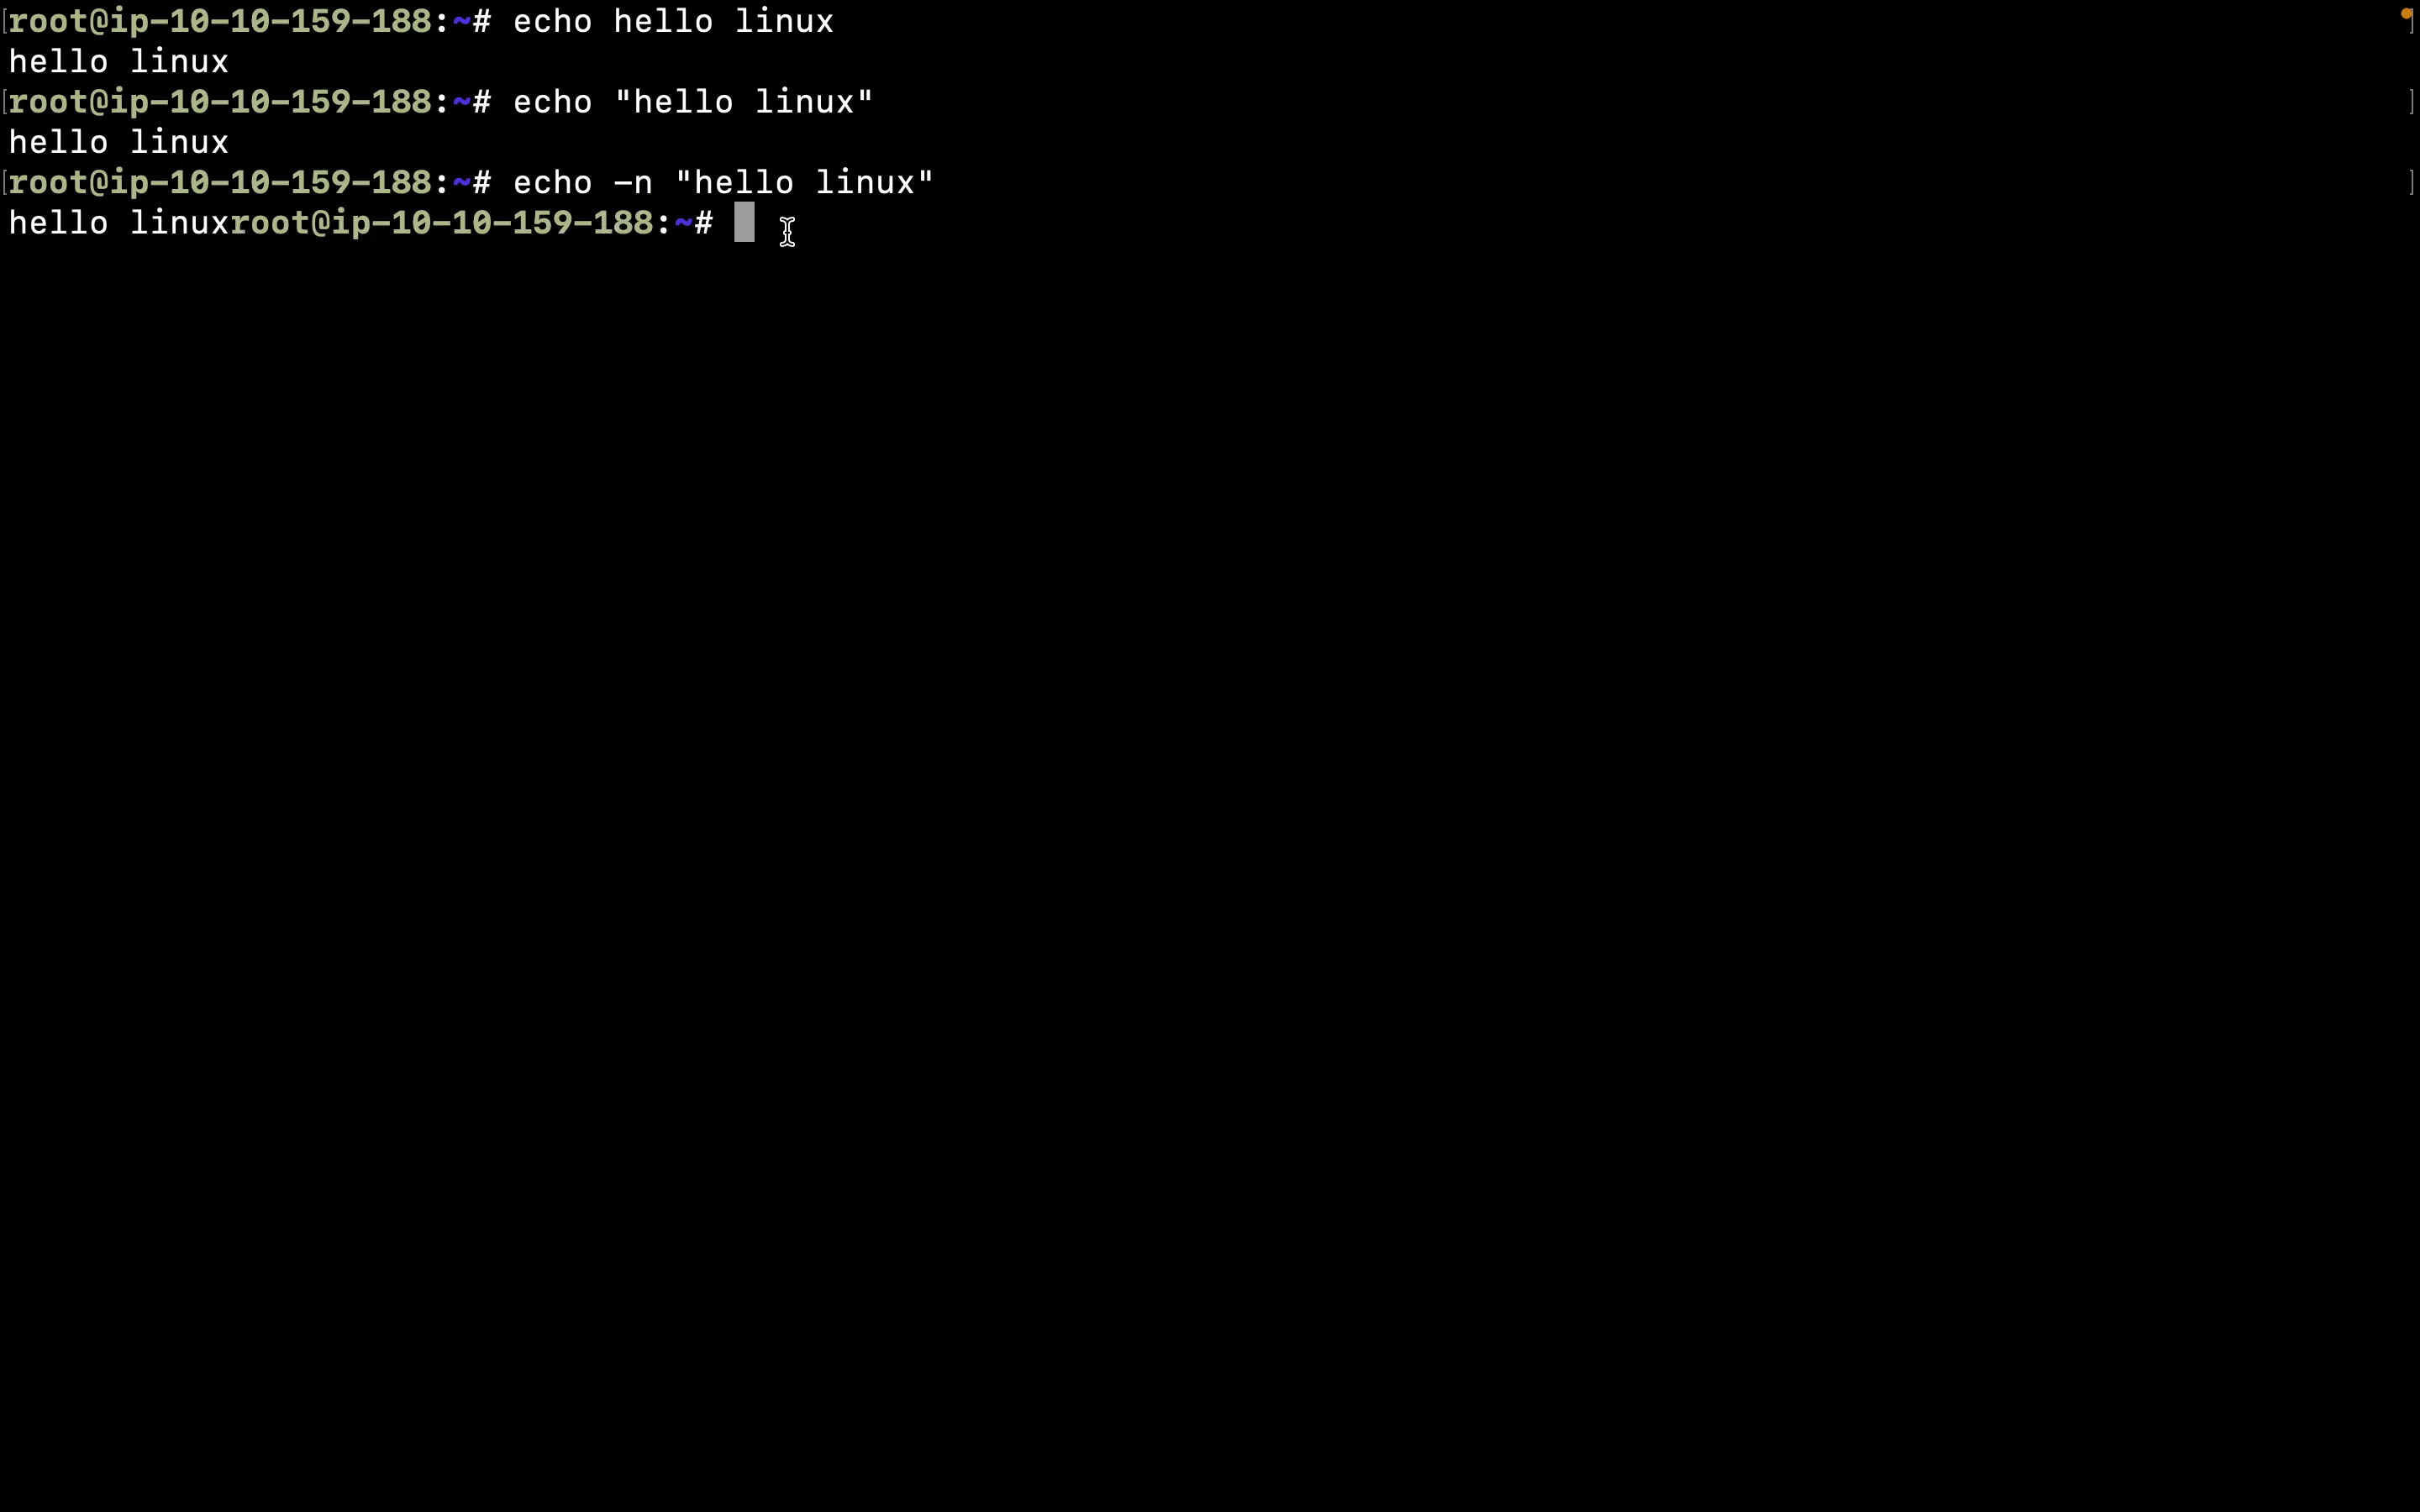 [root@ip-10-10-159-188:~# echo hello linux ]
hello linux
[root@ip-10-10-159-188:~# echo "hello linux" ]
hello linux
[root@ip-10-10-159-188:~# echo -n "hello linux" ]
hello linuxroot@ip-10-10-159-188:~#